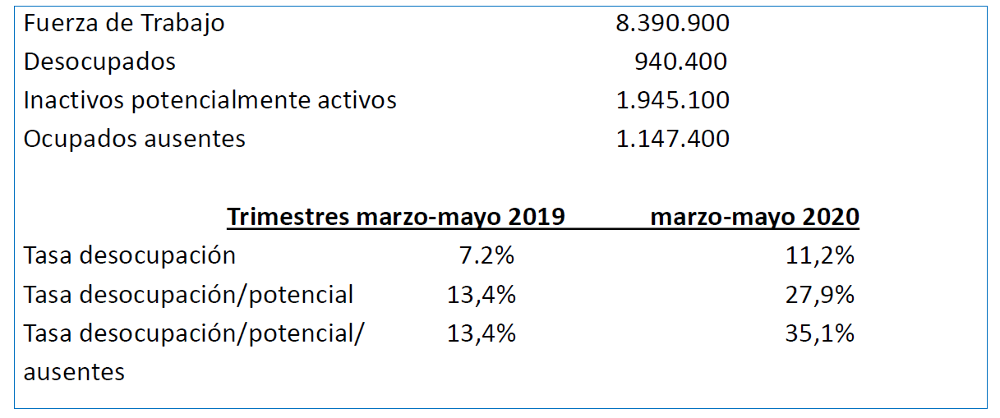 Fuerza de Trabajo 8.390.900
Desocupados 940.400
Inactivos potencialmente activos 1.945.100
Ocupados ausentes 1.147.400
Trimestres marzo-mayo 2019 marzo-mayo 2020
Tasa desocupación 7.2% 11,2%
Tasa desocupación/potencial 13,4% 27,9%
Tasa desocupación/potencial/ 13,4% 35,1%
ausentes